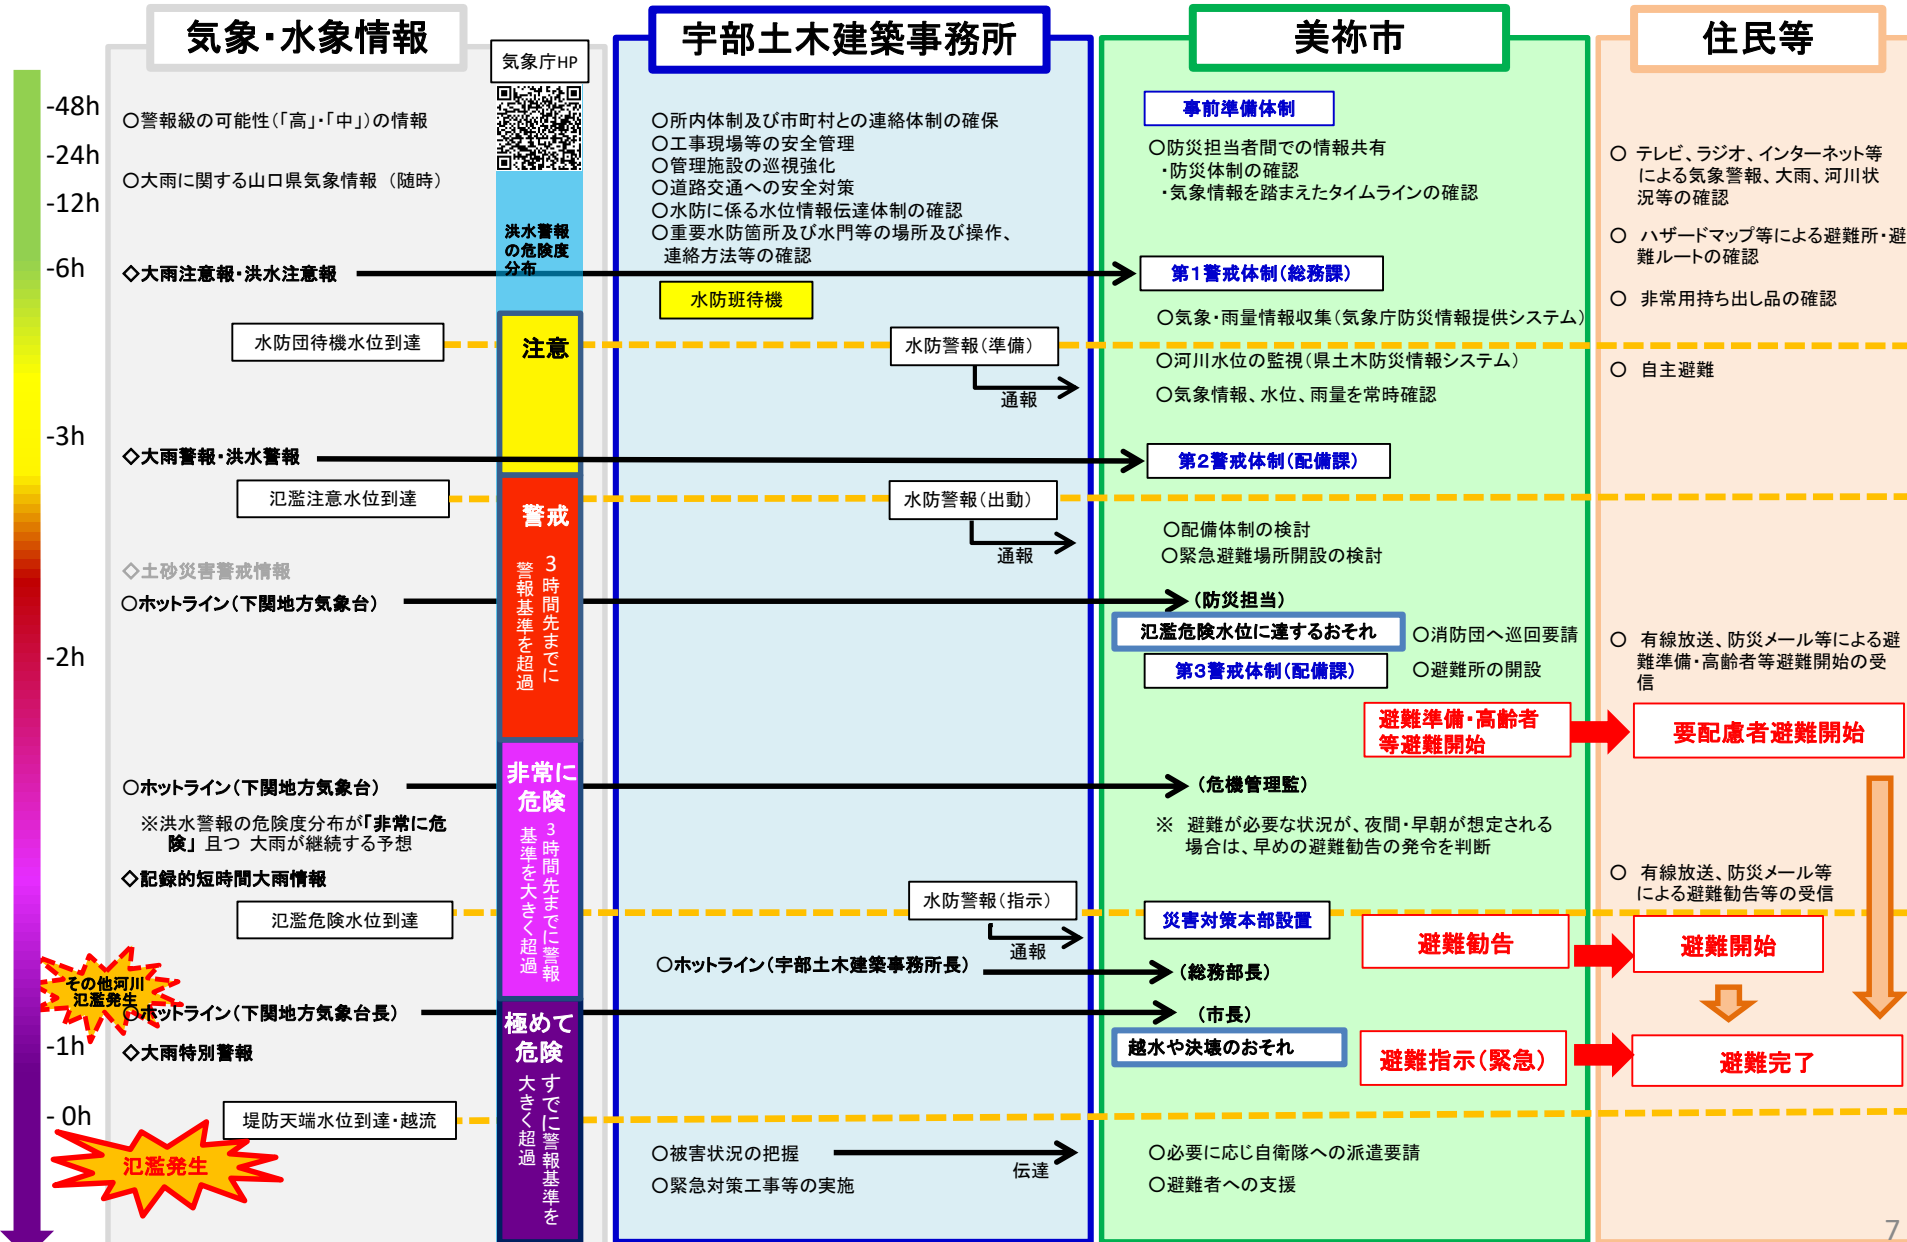 気象・水象情報
宇部土木建築事務所
美祢市
住民等
気象庁HP
-48h
-24h
-12h
-6h
-3h
-2h
-1h
- 0h
○警報級の可能性(「高」・「中」)の情報
○大雨に関する山口県気象情報 (随時)
◇大雨注意報・洪水注意報
水防団待機水位到達
◇大雨警報・洪水警報
氾濫注意水位到達
◇土砂災害警戒情報
○ホットライン(下関地方気象台)
○ホットライン(下関地方気象台)
※洪水警報の危険度分布が「非常に危
険」且つ 大雨が継続する予想
◇記録的短時間大雨情報
氾濫危険水位到達
その他河川
氾濫発生
○ホットライン(下関地方気象台長)
◇大雨特別警報
堤防天端水位到達・越流
氾濫発生
洪水警報
の危険度
分布
注意
警戒
3時間先までに
警報基準を超過
非常に
危険
3時間先までに警報
基準を大きく超過
極めて
危険
すでに警報基準を
大きく超過
○所内体制及び市町村との連絡体制の確保
○工事現場等の安全管理
○管理施設の巡視強化
○道路交通への安全対策
○水防に係る水位情報伝達体制の確認
○重要水防箇所及び水門等の場所及び操作、
連絡方法等の確認
水防班待機
水防警報(準備)
通報
水防警報(出動)
通報
水防警報(指示)
通報
○ホットライン(宇部土木建築事務所長)
○被害状況の把握
伝達
○緊急対策工事等の実施
事前準備体制
○防災担当者間での情報共有
・防災体制の確認
・気象情報を踏まえたタイムラインの確認
第1警戒体制(総務課)
○気象・雨量情報収集(気象庁防災情報提供システム)
○河川水位の監視(県土木防災情報システム)
○気象情報、水位、雨量を常時確認
第2警戒体制(配備課)
○配備体制の検討
○緊急避難場所開設の検討
(防災担当)
氾濫危険水位に達するおそれ
○消防団へ巡回要請
第3警戒体制(配備課)
○避難所の開設
避難準備・高齢者
等避難開始
(危機管理監)
※ 避難が必要な状況が、夜間・早朝が想定される
場合は、早めの避難勧告の発令を判断
災害対策本部設置
避難勧告
(総務部長)
(市長)
越水や決壊のおそれ
避難指示(緊急)
○必要に応じ自衛隊への派遣要請
○避難者への支援
○ テレビ、ラジオ、インターネット等
による気象警報、大雨、河川状
況等の確認
○ ハザードマップ等による避難所・避
難ルートの確認
○ 非常用持ち出し品の確認
○ 自主避難
○ 有線放送、防災メール等による避
難準備・高齢者等避難開始の受
信
要配慮者避難開始
○ 有線放送、防災メール等
による避難勧告等の受信
避難開始
避難完了
7